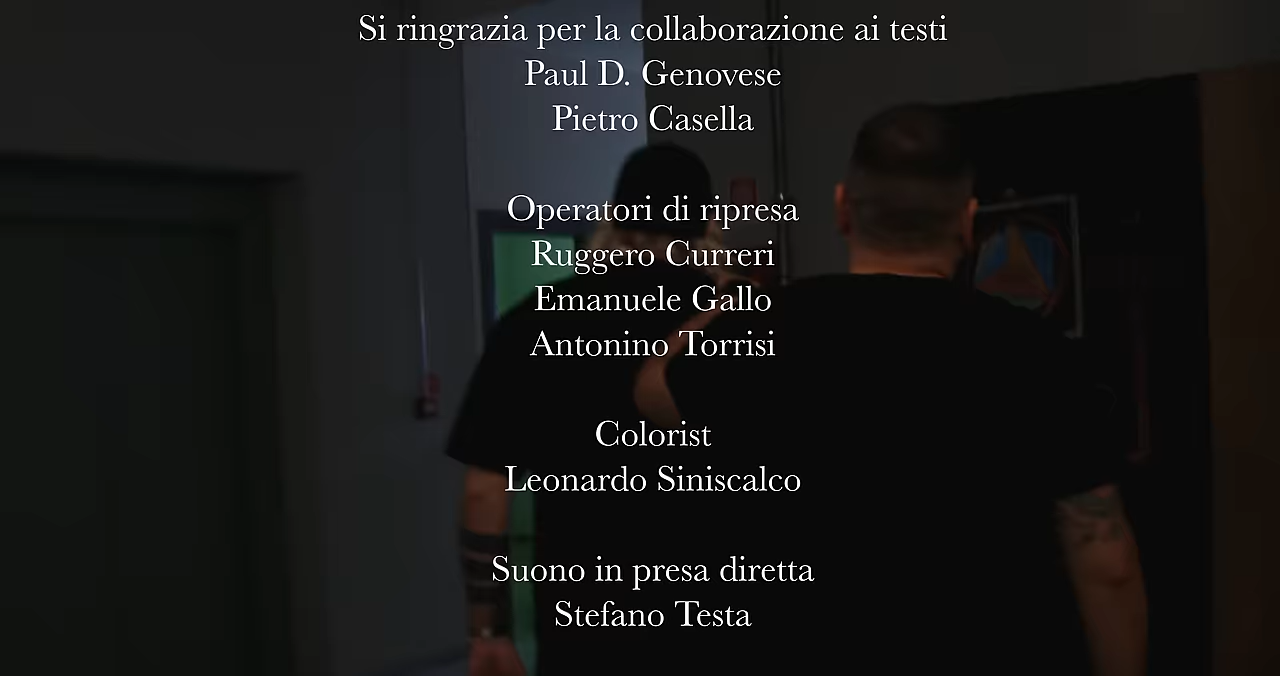 Si ringrazia per la collaborazione ai testi
Paul D. Genovese
Pietro Casella
Operatori di ripresa
Ruggero Curreri
Emanuele Gallo
Antonino Torrisi
Colorist
Leonardo Siniscalco
Suono in presa diretta
Stefano Testa